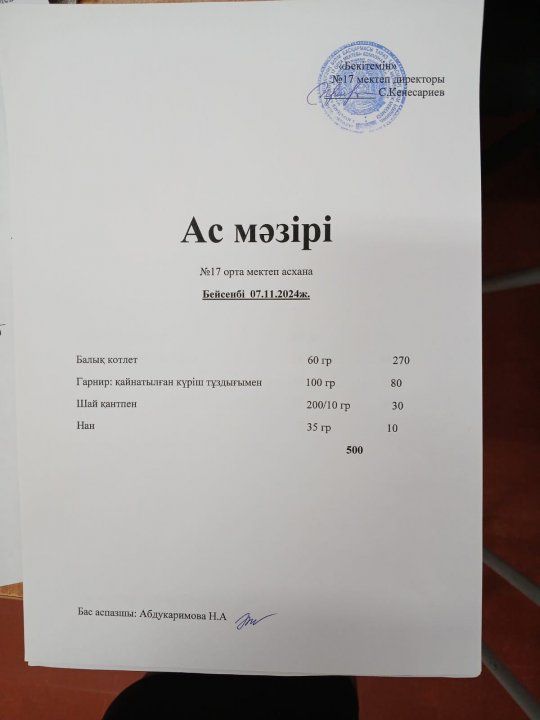 «Бекітемін»
№17 мектеп директоры
С.Кенесариев
Ас мәзірі
№17 орта мектеп асхана
Бейсенбі 07.11.2024ж.
Балық котлет 60 гр 270
Гарнир: қайнатылған күріш тұздығымен 100 гр 80
Шай қантпен 200/10 гр 30
Нан 35 гр 10
500
Бас аспазшы: Абдукаримова Н.А